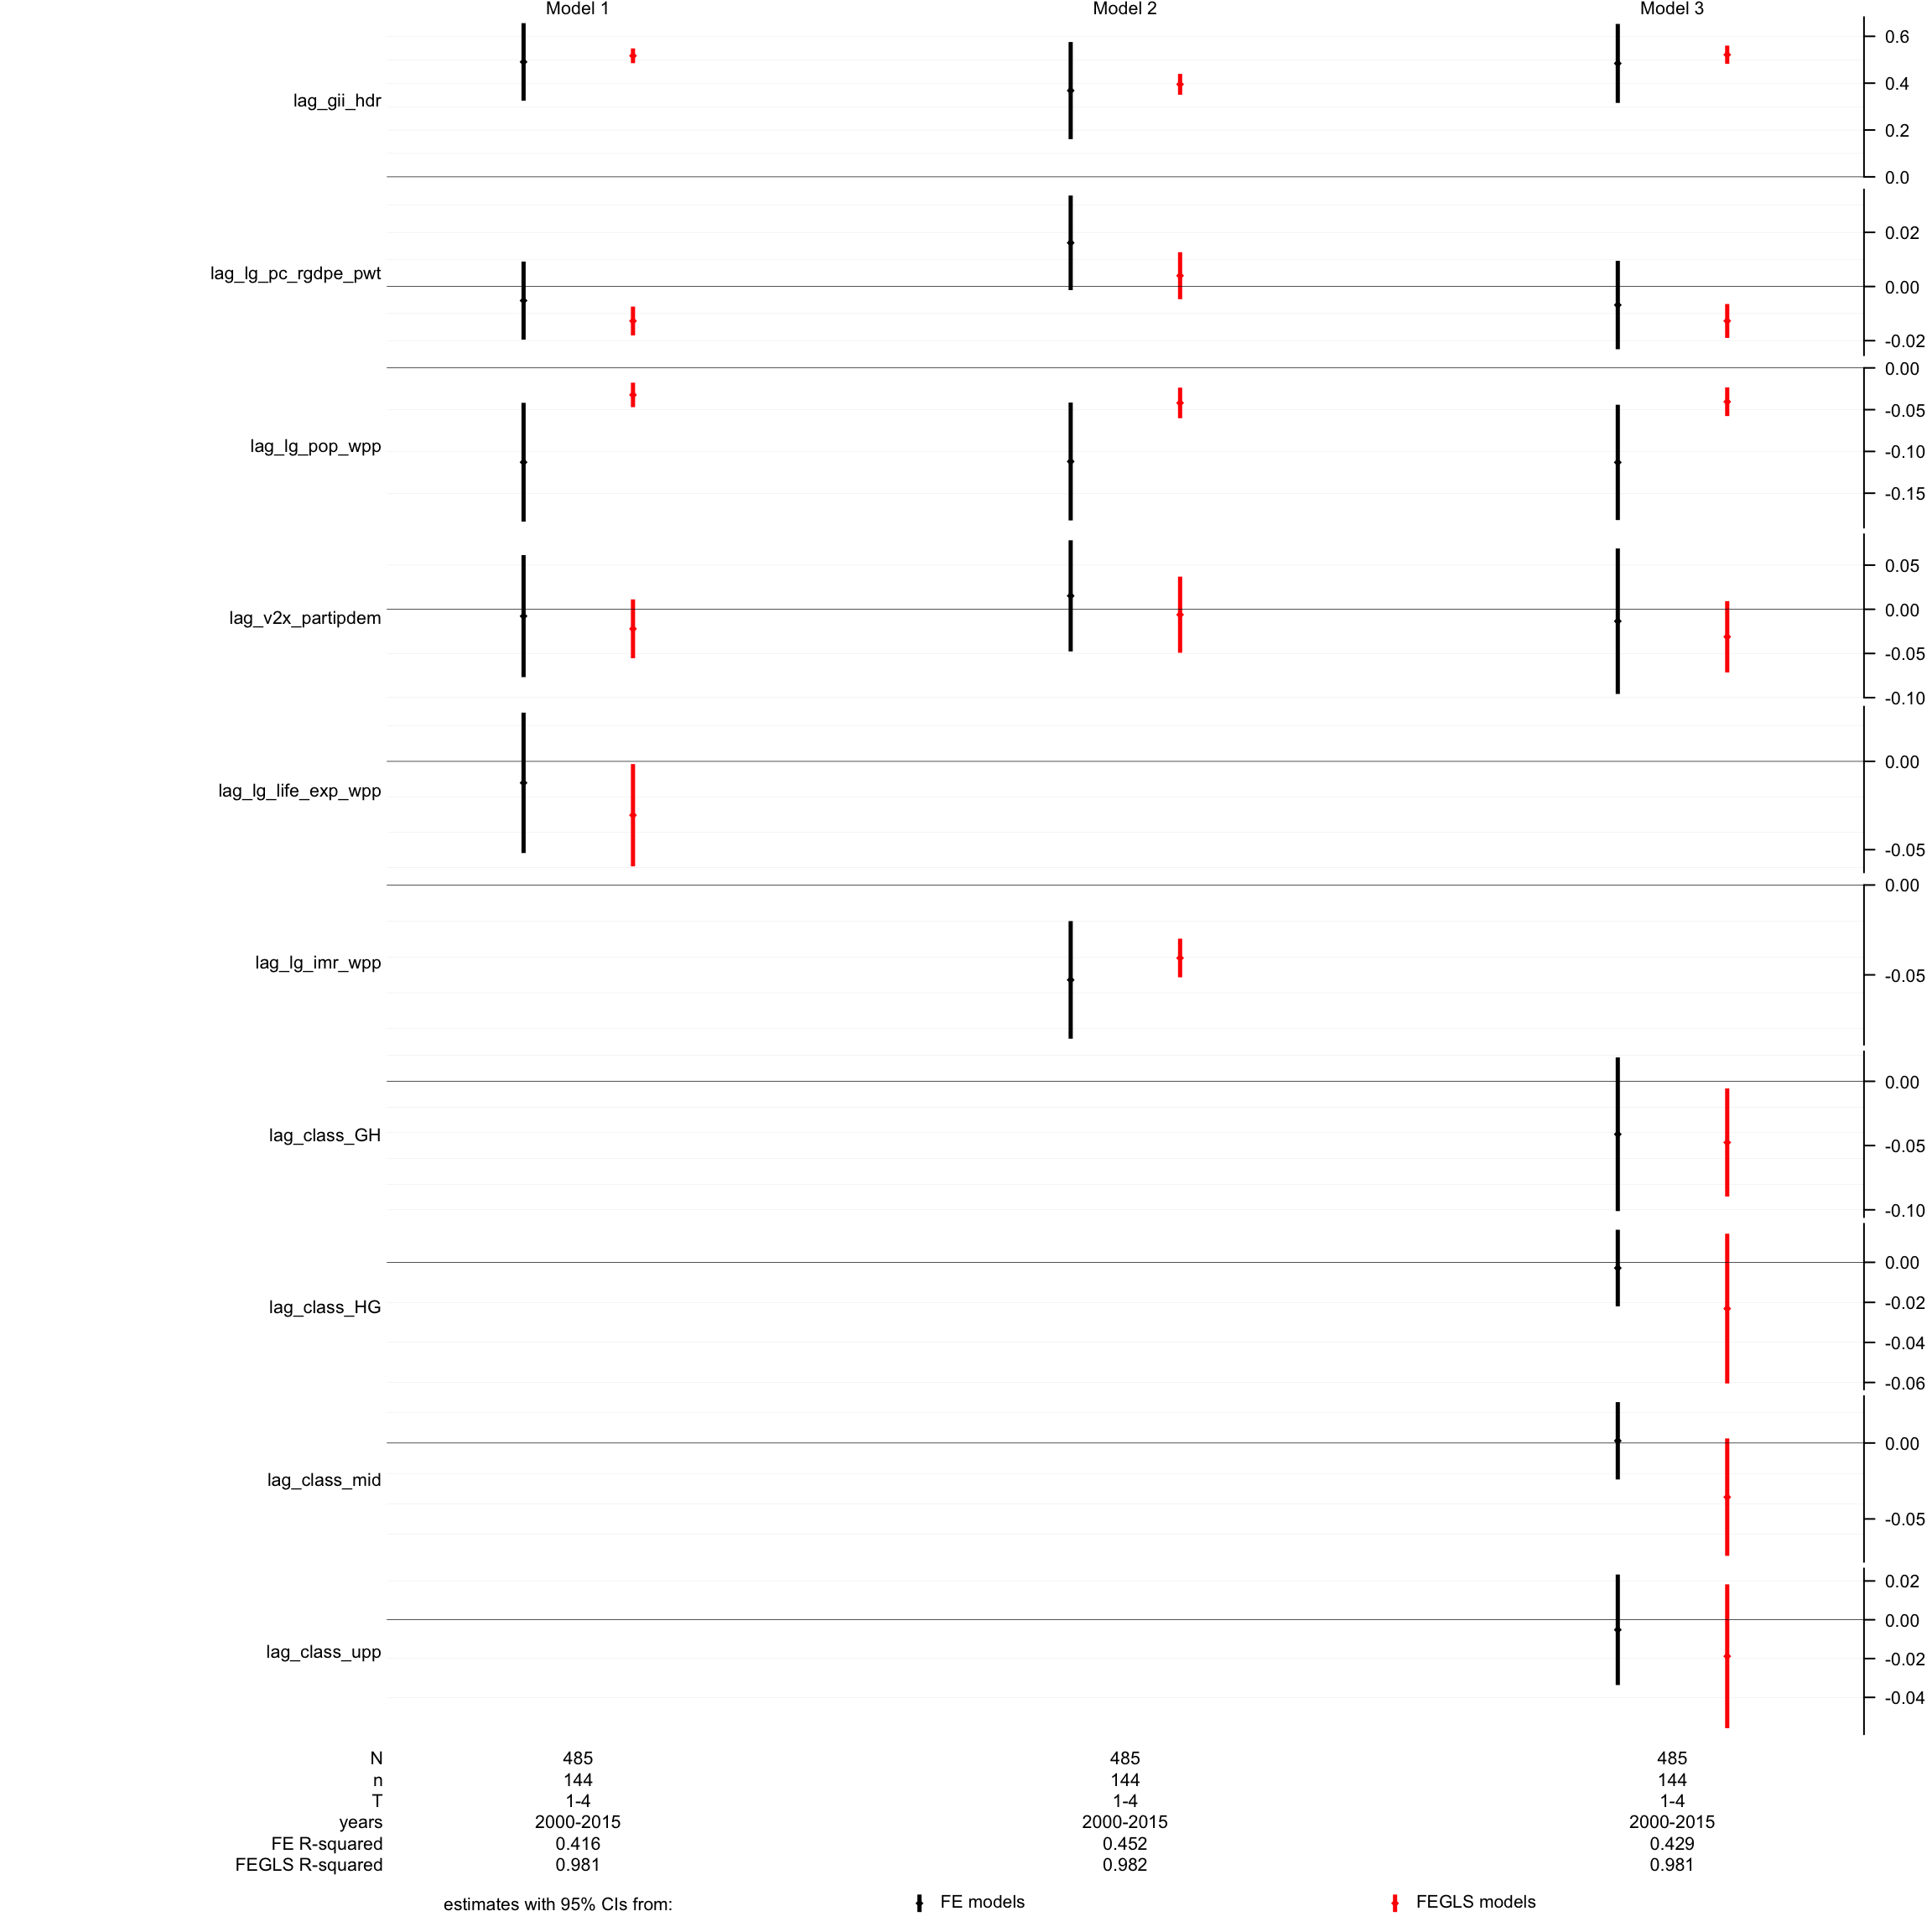 Model 1 Model 2 Model 3
0.6
0.4
lag_gii_hdr
0.2
0.0
0.02
lag_lg_pc_rgdpe_pwt
0.00
-0.02
0.00
-0.05
lag_lg_pop_wpp
-0.10
-0.15
0.05
0.00
lag_v2x_partipdem
-0.05
-0.10
0.00
lag_lg_life_exp_wpp
-0.05
0.00
lag_lg_imr_wpp
-0.05
0.00
lag_class_GH
-0.05
-0.10
0.00
-0.02
lag_class_HG
-0.04
-0.06
0.00
lag_class_mid
-0.05
0.02
0.00
lag_class_upp
-0.02
-0.04
N 485 485 485
n 144 144 144
T 1-4 1-4 1-4
years 2000-2015 2000-2015 2000-2015
FE R-squared 0.416 0.452 0.429
FEGLS R-squared 0.981 0.982 0.981
estimates with 95% CIs from: FE models FEGLS models